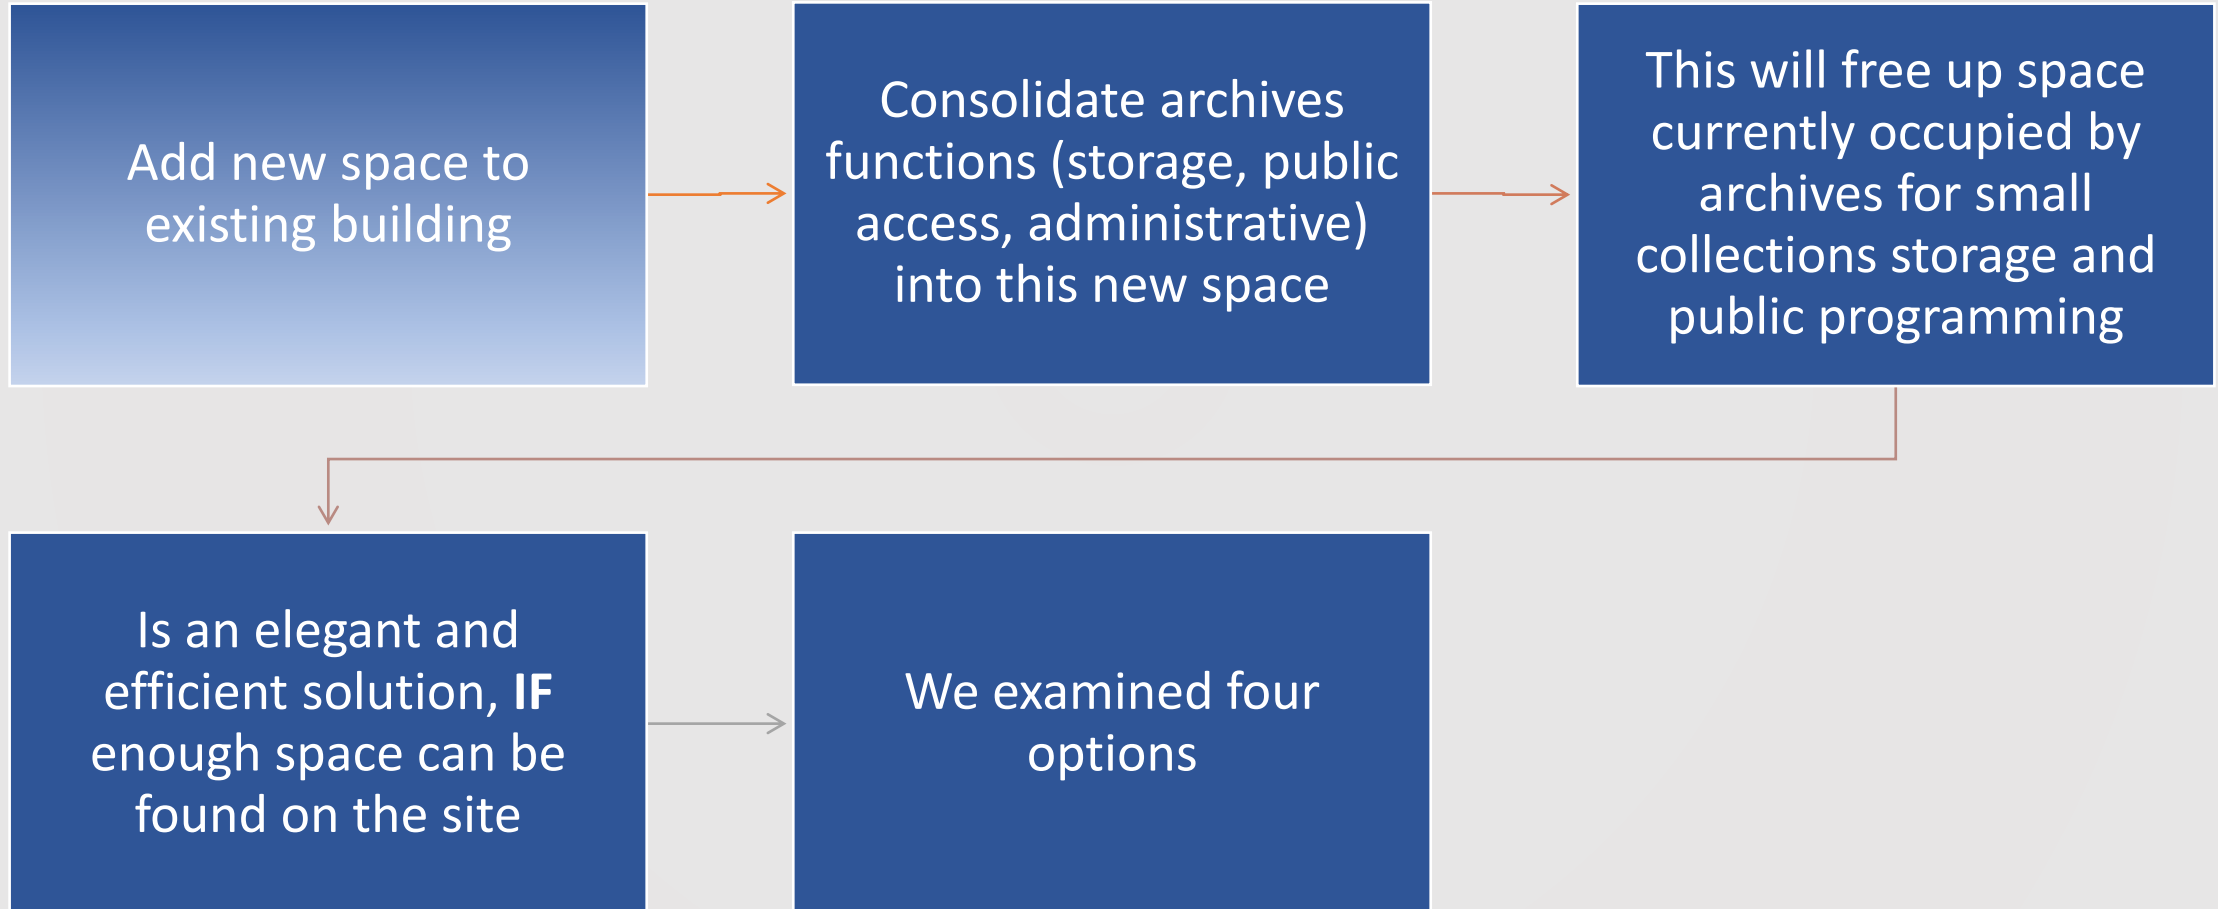 Add new space to
existing building
Consolidate archives
functions (storage, public
access, administrative)
into this new space
This will free up space
currently occupied by
archives for small
collections storage and
public programming
Is an elegant and
efficient solution, IF
enough space can be
found on the site
We examined four
options